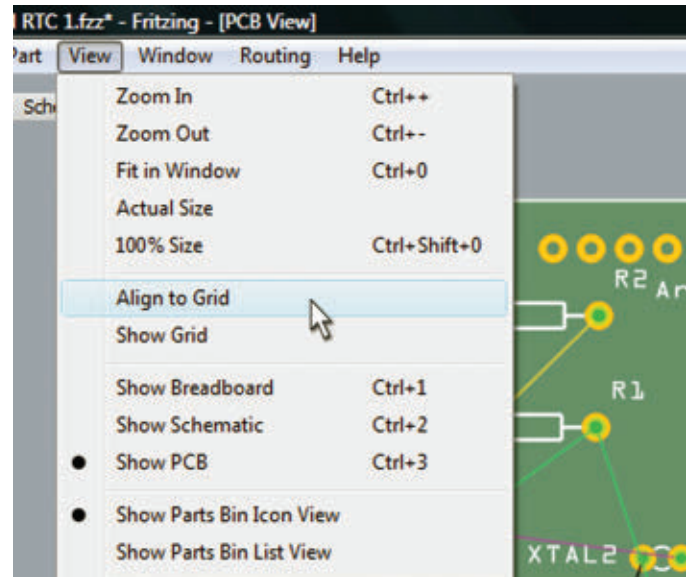 RTC 1.fzz* - Fritzing - [PCB View]
Part View Window Routing Help
Sch
Zoom In Ctrl++
Zoom Out Ctrl+-
Fit in Window Ctrl+0
Actual Size
100% Size Ctrl+Shift+0
Align to Grid
Show Grid
Show Breadboard Ctrl+1
Show Schematic Ctrl+2
Show PCB Ctrl+3
Show Parts Bin Icon View
Show Parts Bin List View
R2 Ar
R1
XTAL2